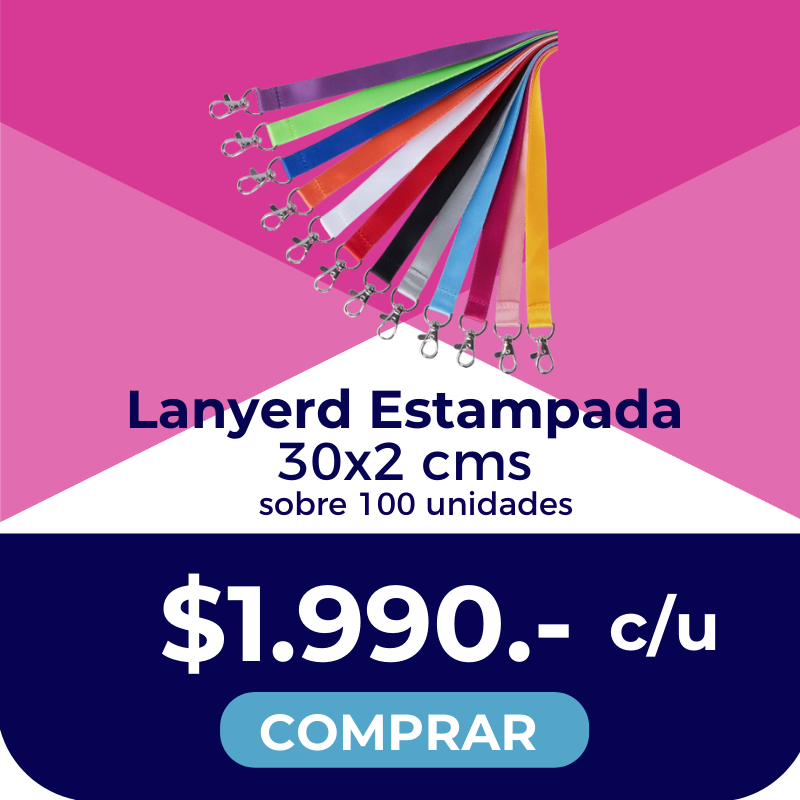 Lanyerd Estampada
30x2 cms
sobre 100 unidades
$1.990.- c/u
COMPRAR